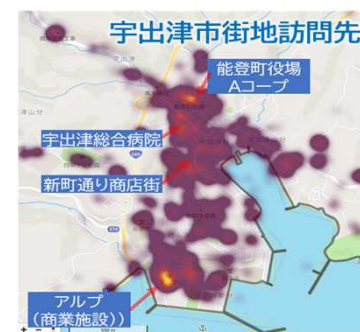 宇出津市街地訪問先
能登町役場
Aコープ
宇出津総合病院
新町通り商店街
アルプ
（商業施設））